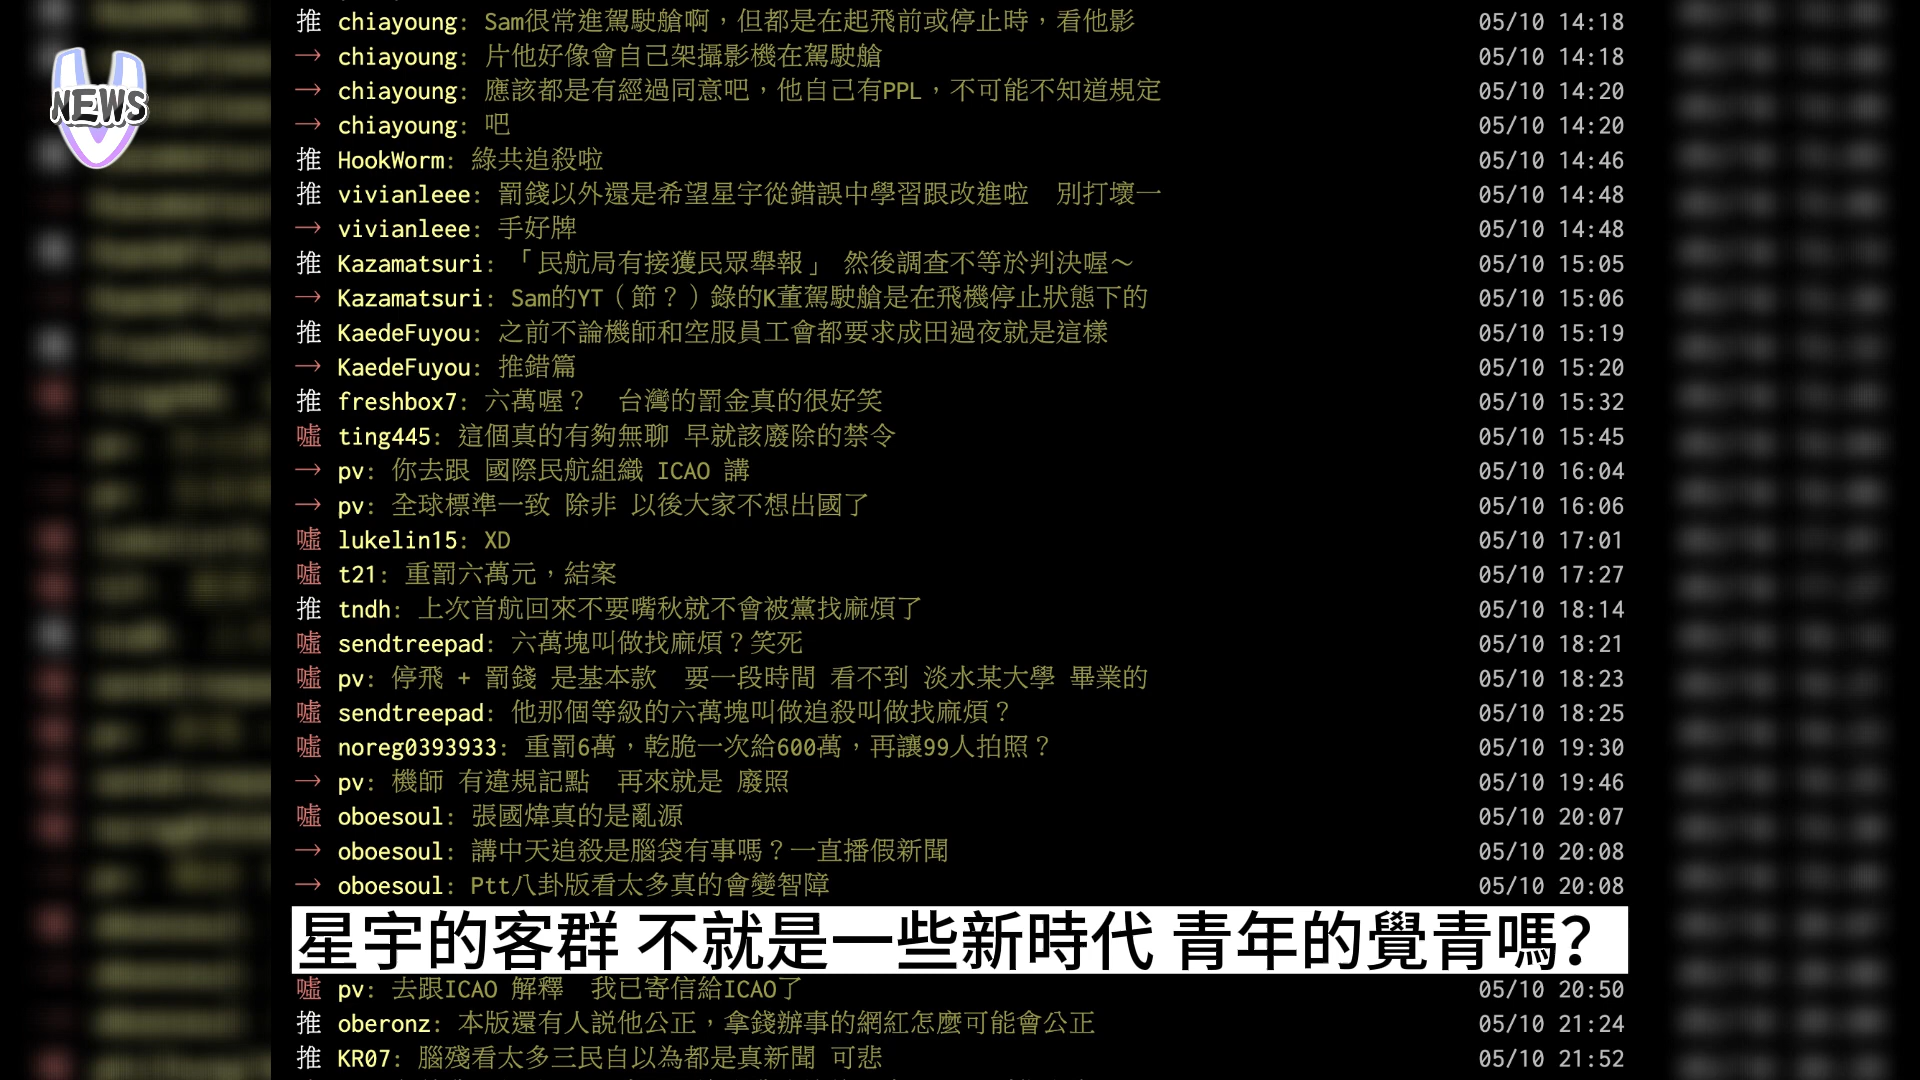 推 chiayoung: Sam很常進駕駛艙啊，但都是在起飛前或停止時，看他影 05/10 14:18
→ chiayoung: 片他好像會自己架攝影機在駕駛艙 05/10 14:18
→ chiayoung: 應該都是有經過同意吧，他自己有PPL，不可能不知道規定 05/10 14:20
→ chiayoung: 吧 05/10 14:20
NEWS
推 HookWorm: 綠共追殺啦 05/10 14:46
推 vivianleee: 罰錢以外還是希望星宇從錯誤中學習跟改進啦　別打壞一 05/10 14:48
→ vivianleee: 手好牌 05/10 14:48
推 Kazamatsuri: 「民航局有接獲民眾舉報」 然後調查不等於判決喔～ 05/10 15:05
→ Kazamatsuri: Sam的YT（節？）錄的K董駕駛艙是在飛機停止狀態下的 05/10 15:06
推 KaedeFuyou: 之前不論機師和空服員工會都要求成田過夜就是這樣 05/10 15:19
→ KaedeFuyou: 推錯篇 05/10 15:20
推 freshbox7: 六萬喔？　台灣的罰金真的很好笑 05/10 15:32
噓 ting445: 這個真的有夠無聊 早就該廢除的禁令 05/10 15:45
→ pv: 你去跟 國際民航組織 ICAO 講 05/10 16:04
→ pv: 全球標準一致 除非 以後大家不想出國了 05/10 16:06
噓 lukelin15: XD 05/10 17:01
噓 t21: 重罰六萬元，結案 05/10 17:27
推 tndh: 上次首航回來不要嘴秋就不會被黨找麻煩了 05/10 18:14
噓 sendtreepad: 六萬塊叫做找麻煩？笑死 05/10 18:21
噓 pv: 停飛 + 罰錢 是基本款　要一段時間 看不到 淡水某大學 畢業的 05/10 18:23
噓 sendtreepad: 他那個等級的六萬塊叫做追殺叫做找麻煩？ 05/10 18:25
噓 noreg0393933: 重罰6萬，乾脆一次給600萬，再讓99人拍照？ 05/10 19:30
→ pv: 機師 有違規記點　再來就是 廢照 05/10 19:46
噓 oboesoul: 張國煒真的是亂源 05/10 20:07
→ oboesoul: 講中天追殺是腦袋有事嗎？一直播假新聞 05/10 20:08
→ oboesoul: Ptt八卦版看太多真的會變智障 05/10 20:08
星宇的客群 不就是一些新時代 青年的覺青嗎？
噓 pv: 去跟ICAO 解釋　我已寄信給ICAO了 05/10 20:50
推 oberonz: 本版還有人說他公正，拿錢辦事的網紅怎麼可能會公正 05/10 21:24
推 KR07: 腦殘看太多三民自以為都是真新聞 可悲 05/10 21:52